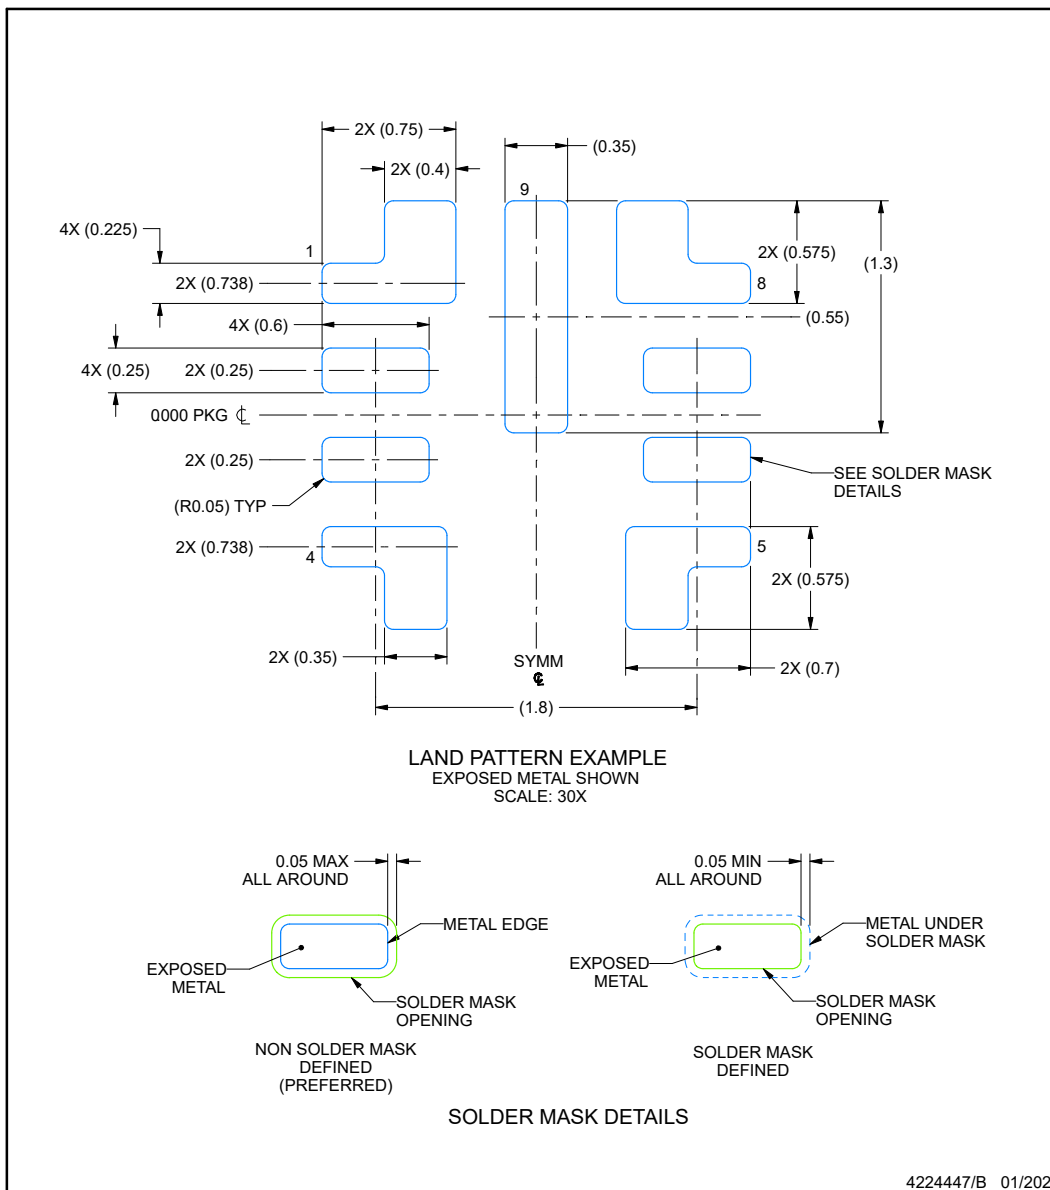 2X (0.75)
(0.35)
2X (0.4)
9
4X (0.225)
1
2X (0.575)
(1.3)
2X (0.738)
8
4X (0.6)
(0.55)
4X (0.25)
2X (0.25)
0.000 PKG ℄
2X (0.25)
SEE SOLDER MASK
DETAILS
(R0.05) TYP
2X (0.738)
4
5
2X (0.575)
2X (0.35)
SYMM
℄
2X (0.7)
(1.8)
LAND PATTERN EXAMPLE
EXPOSED METAL SHOWN
SCALE: 30X
0.05 MAX
ALL AROUND
METAL EDGE
EXPOSED
METAL
SOLDER MASK
OPENING
NON SOLDER MASK
DEFINED
(PREFERRED)
0.05 MIN
ALL AROUND
METAL UNDER
SOLDER MASK
EXPOSED
METAL
SOLDER MASK
OPENING
SOLDER MASK
DEFINED
SOLDER MASK DETAILS
4224447/B 01/202